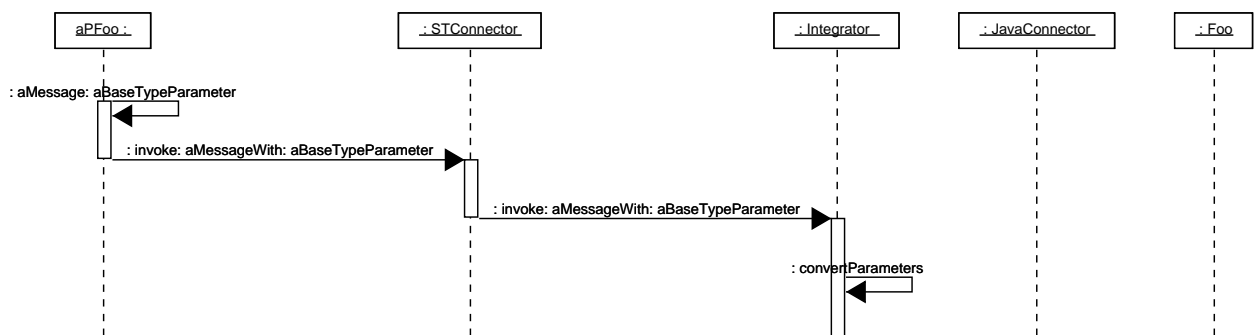 aPFoo :
: STConnector
: Integrator
: JavaConnector
: Foo
: aMessage: aBaseTypeParameter
: invoke: aMessageWith: aBaseTypeParameter
: invoke: aMessageWith: aBaseTypeParameter
: convertParameters